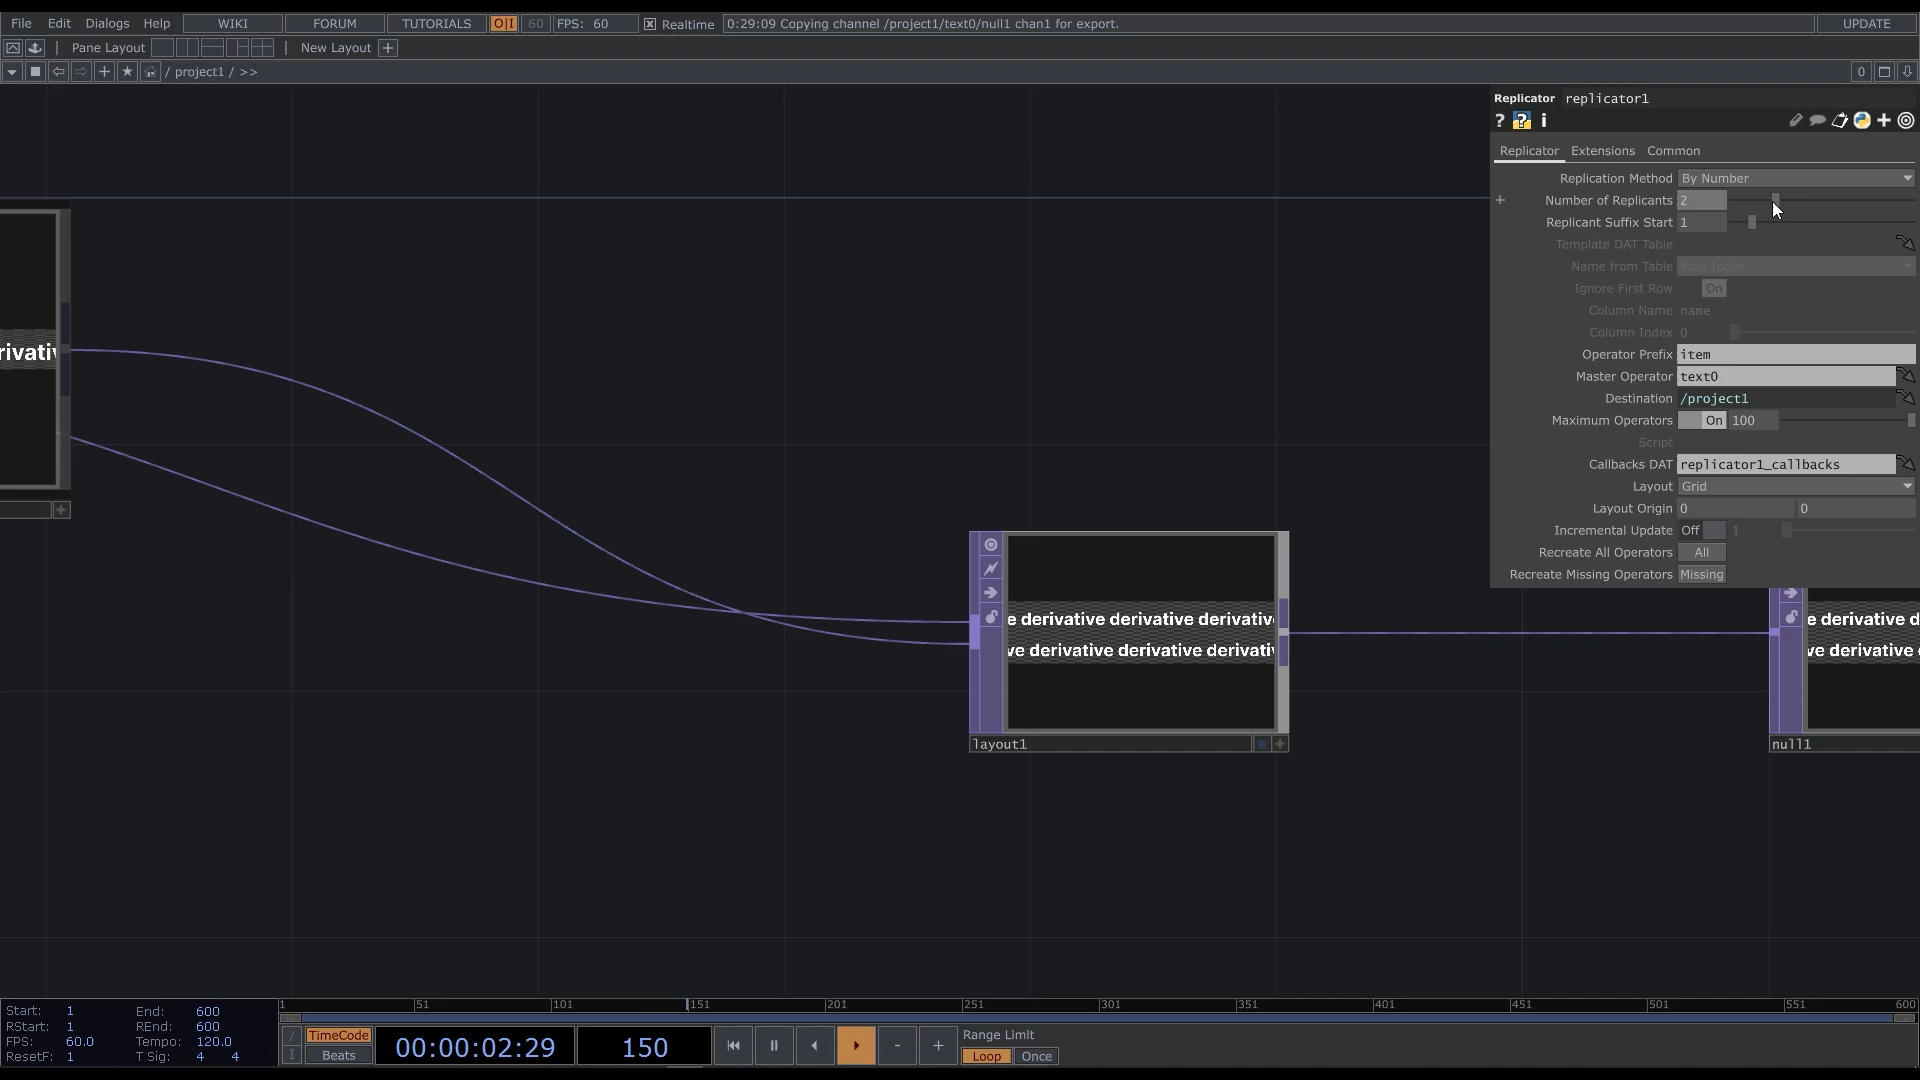 File Edit Dialogs Help WIKI FORUM TUTORIALS O|I 60 FPS: 60 Realtime 0:29:09 Copying channel /project1/text0/null1 chan1 for export. UPDATE
Pane Layout New Layout +
/ project1 / >> 0
Replicator replicator1
? ? i
Replicator Extensions Common
Replication Method By Number
+ Number of Replicants 2
Replicant Suffix Start 1
Template DAT Table
Name from Table Row Index
Ignore First Row On
Column Name name
Column Index 0
Operator Prefix item
Master Operator text0
Destination /project1
Maximum Operators On 100
Script
Callbacks DAT replicator1_callbacks
Layout Grid
Layout Origin 0 0
Incremental Update Off 1
Recreate All Operators All
Recreate Missing Operators Missing
rivativ
e derivative derivative derivativ
ve derivative derivative derivati
layout1
e derivative d
ve derivative
null1
1 51 101 151 201 251 301 351 401 451 501 551 600
Start: 1 End: 600
RStart: 1 REnd: 600
FPS: 60.0 Tempo: 120.0
ResetF: 1 T Sig: 4 4
/ TimeCode
I Beats
00:00:02:29 150 - +
Range Limit
Loop Once